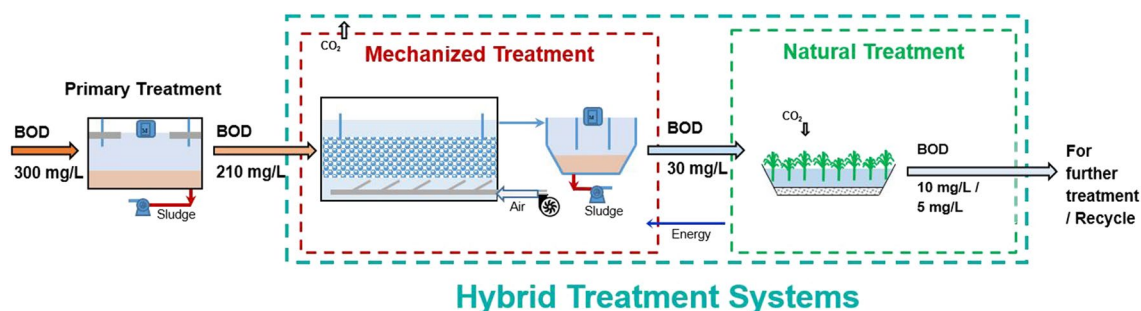 CO2
Mechanized Treatment
Natural Treatment
Primary Treatment
M
M
BOD
300 mg/L
BOD
210 mg/L
BOD
30 mg/L
CO2
BOD
10 mg/L /
5 mg/L
For
further
treatment
/ Recycle
Air
Sludge
Sludge
Energy
Hybrid Treatment Systems